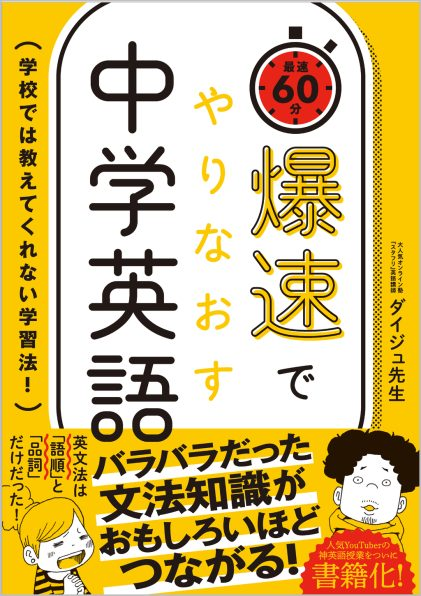 最速
60
分
爆速で
やりなおす
中学英語
(学校では教えてくれない学習法!)
大人気オンライン塾
「スタフリ」英語講師
ダイジュ先生
英文法は
「語順」と
「品詞」
だけだった!
バラバラだった
文法知識が
おもしろいほど
つながる!
人気YouTuberの
神英語授業をついに
書籍化!